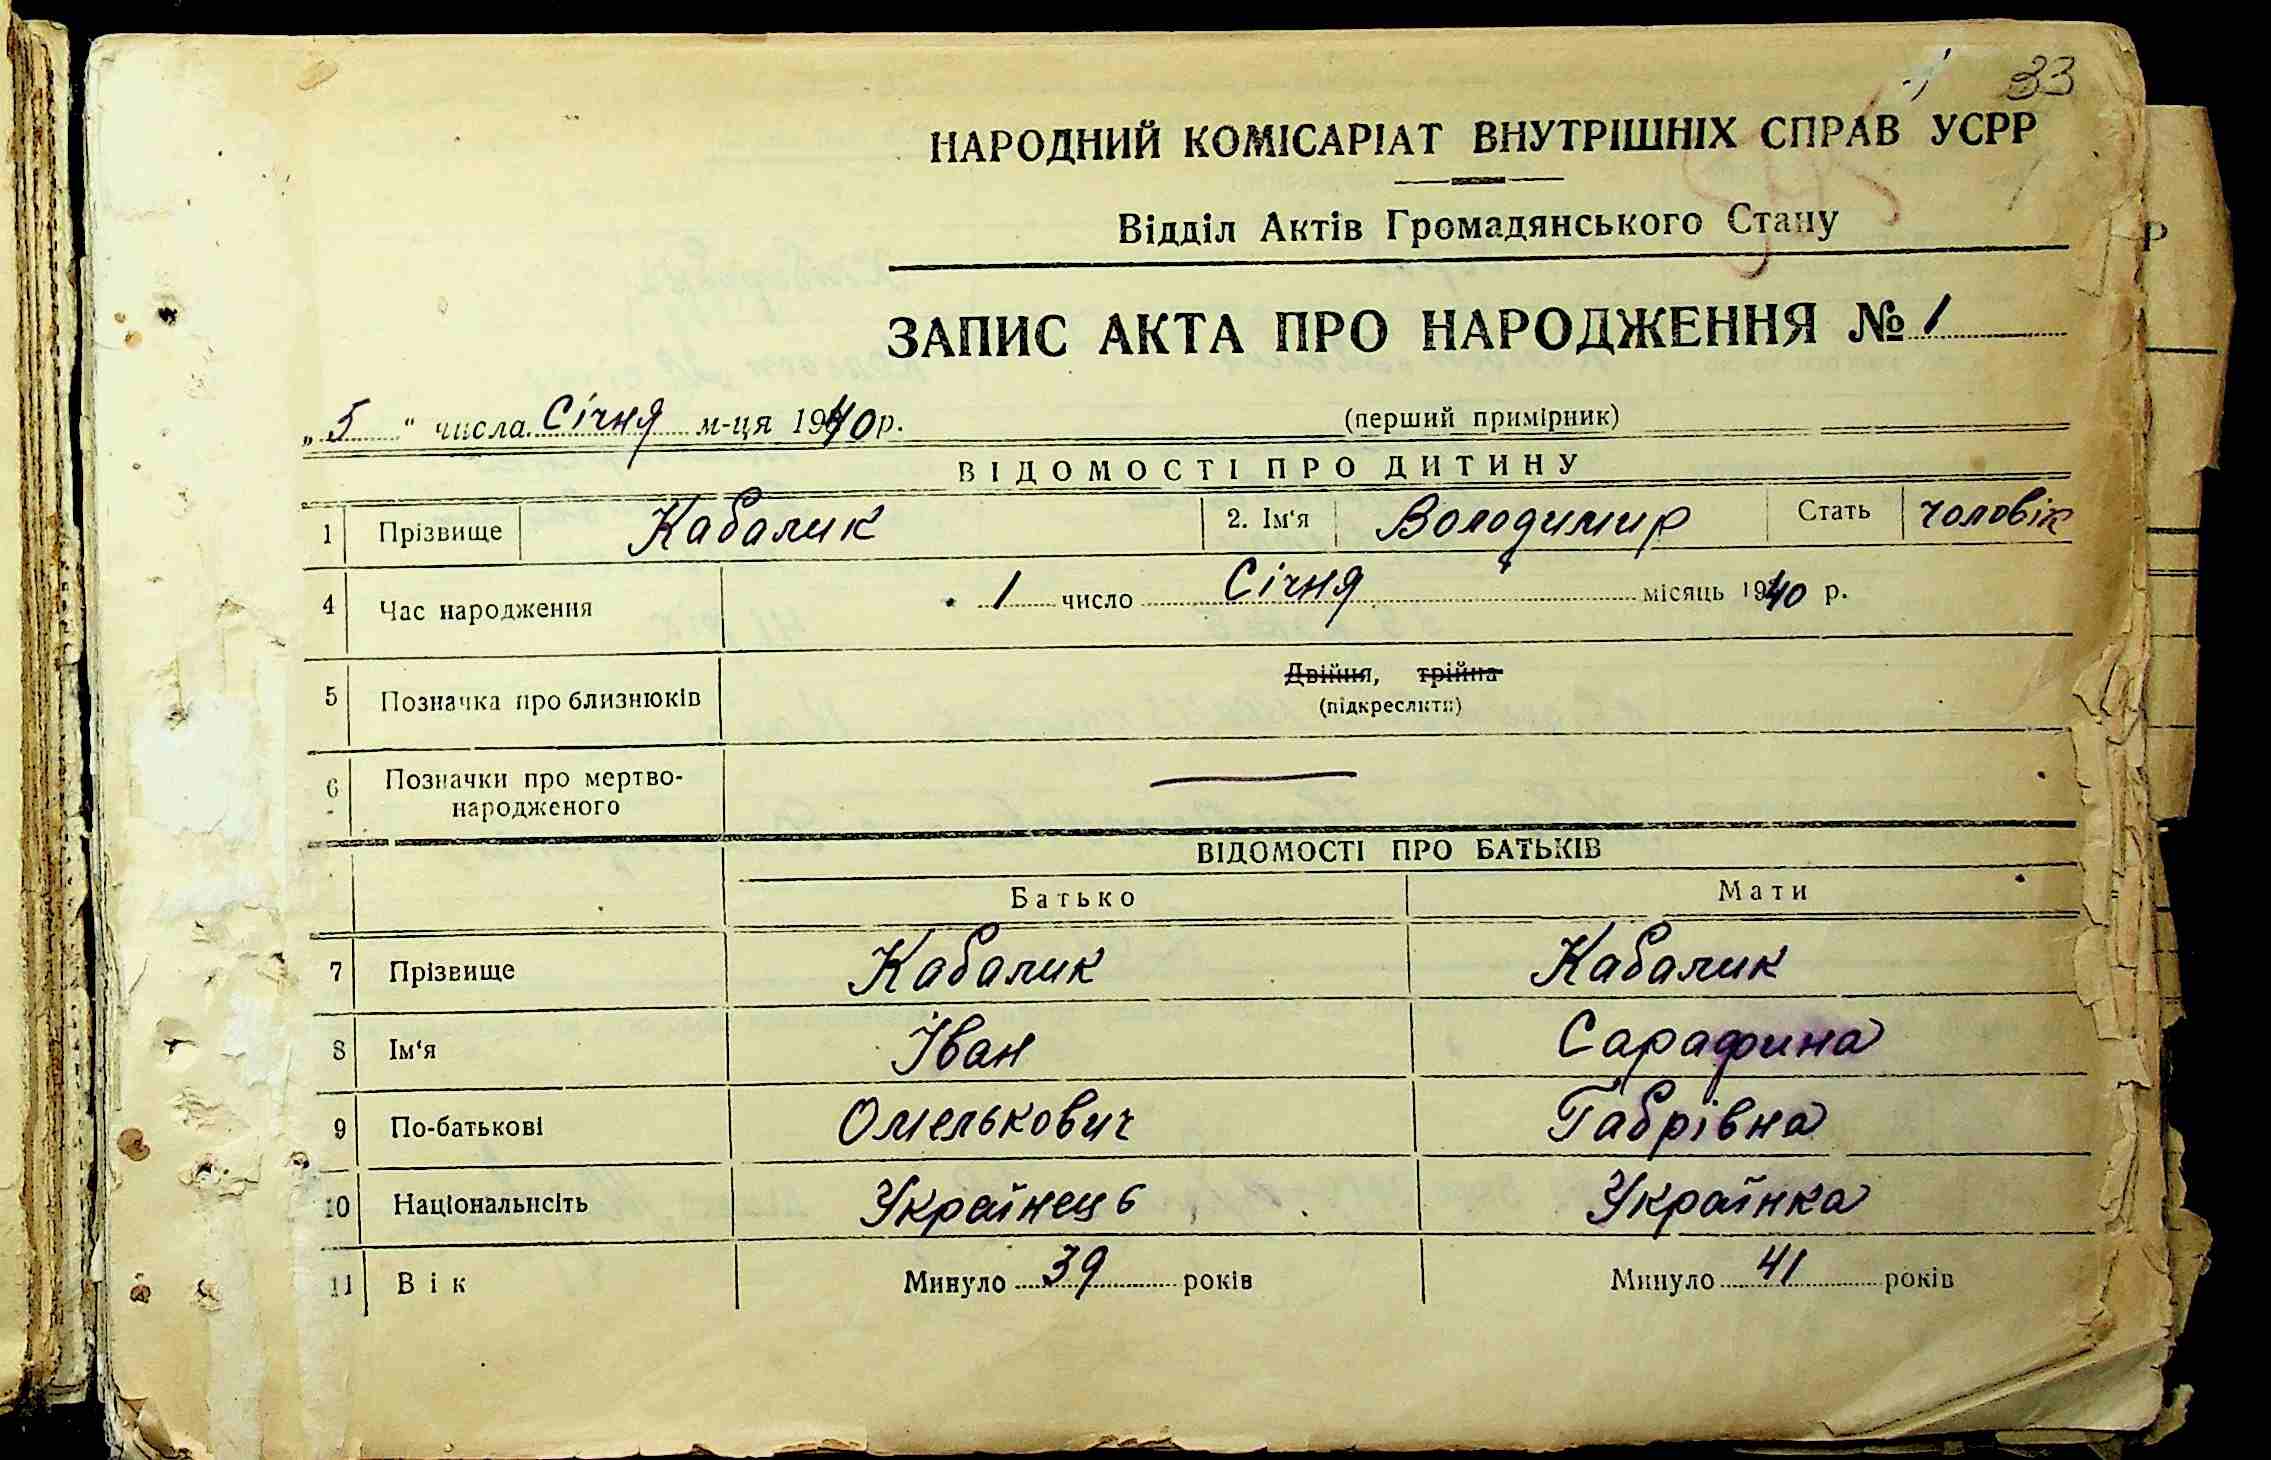 33
НАРОДНИЙ КОМІСАРІАТ ВНУТРІШНІХ СПРАВ УСРР
Відділ Актів Громадянського Стану
ЗАПИС АКТА ПРО НАРОДЖЕННЯ № 1
„ 5 “ числа Січня м-ця 1940 р. (перший примірник)
ВІДОМОСТІ ПРО ДИТИНУ
1 Прізвище Кабалик 2. Ім‘я Володимир Стать чоловік
4 Час народження 1 число Січня місяць 1940 р.
5 Позначка про близнюків Двійня, трійна
(підкреслити)
6 Позначки про мертво-
народженого
ВІДОМОСТІ ПРО БАТЬКІВ
Батько Мати
7 Прізвище Кабалик Кабалик
8 Ім‘я Іван Сарафина
9 По-батькові Омелькович Габрівна
10 Національнсіть Українець Українка
11 Вік Минуло 39 років Минуло 41 років